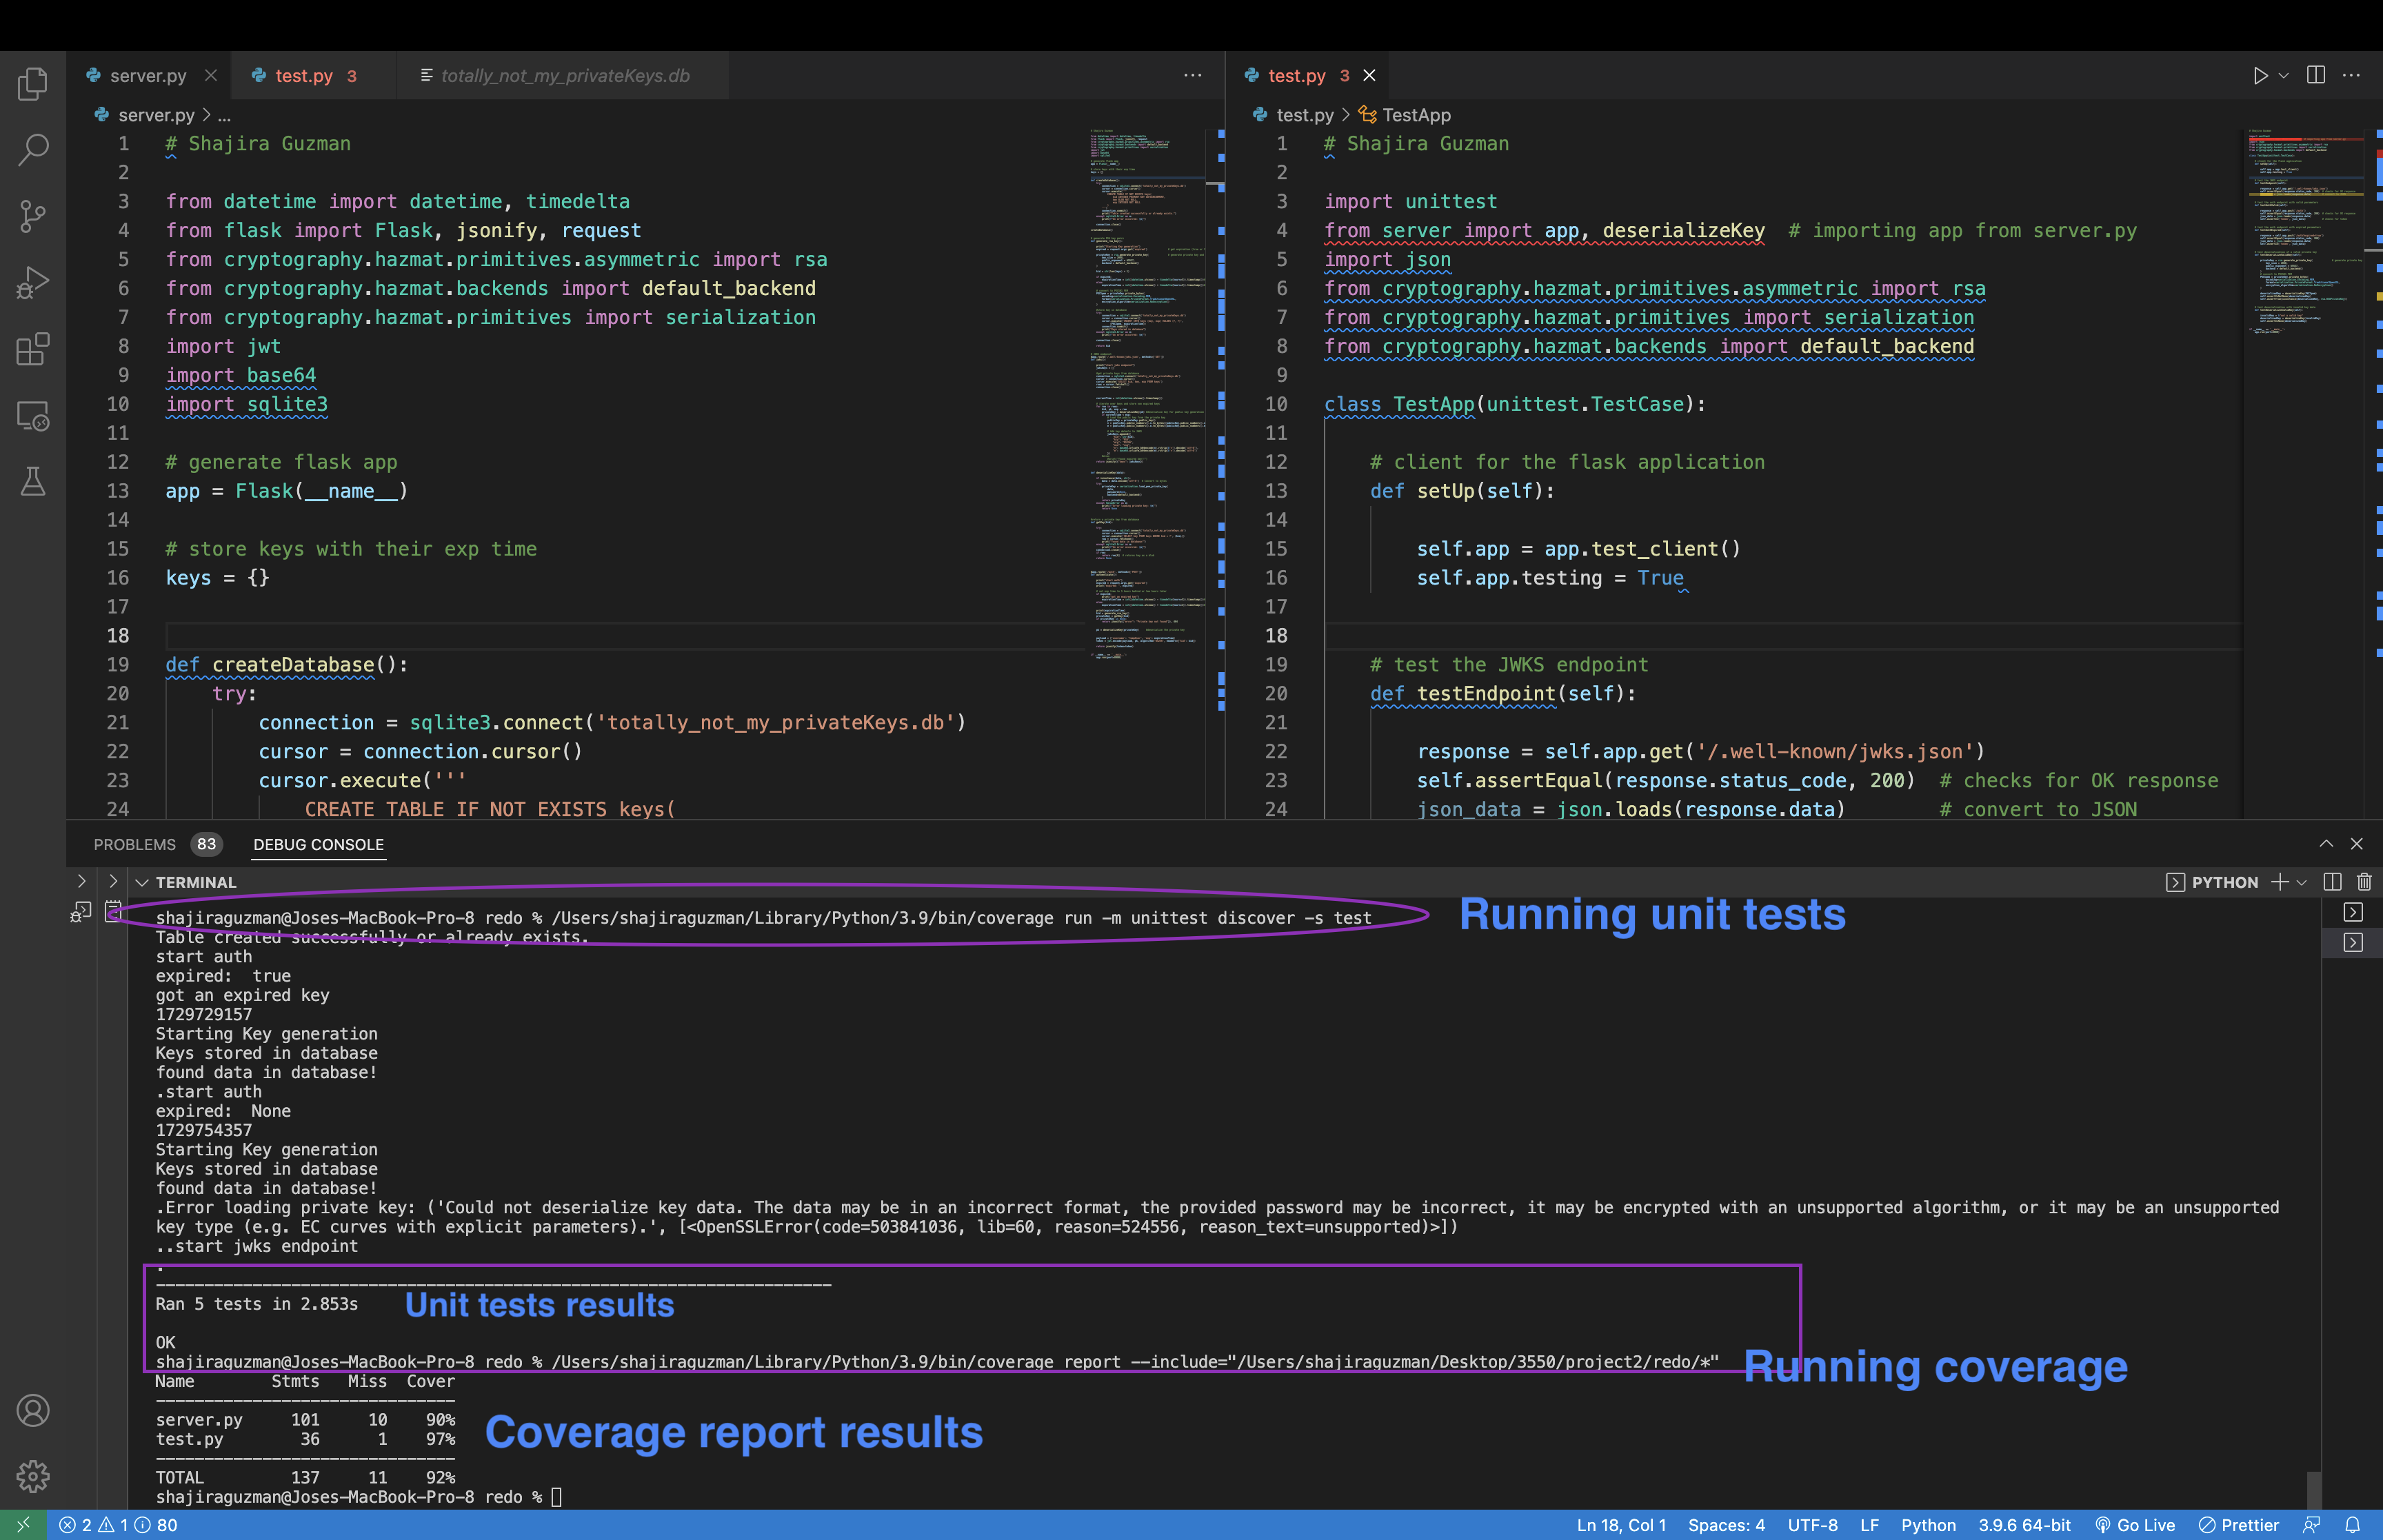 server.py
test.py 3
totally_not_my_privateKeys.db
server.py > ...
1 # Shajira Guzman
2
3 from datetime import datetime, timedelta
4 from flask import Flask, jsonify, request
5 from cryptography.hazmat.primitives.asymmetric import rsa
6 from cryptography.hazmat.backends import default_backend
7 from cryptography.hazmat.primitives import serialization
8 import jwt
9 import base64
10 import sqlite3
11
12 # generate flask app
13 app = Flask(__name__)
14
15 # store keys with their exp time
16 keys = {}
17
18
19 def createDatabase():
20 try:
21 connection = sqlite3.connect('totally_not_my_privateKeys.db')
22 cursor = connection.cursor()
23 cursor.execute('''
24 CREATE TABLE IF NOT EXISTS keys(
test.py 3
test.py > TestApp
1 # Shajira Guzman
2
3 import unittest
4 from server import app, deserializeKey # importing app from server.py
5 import json
6 from cryptography.hazmat.primitives.asymmetric import rsa
7 from cryptography.hazmat.primitives import serialization
8 from cryptography.hazmat.backends import default_backend
9
10 class TestApp(unittest.TestCase):
11
12 # client for the flask application
13 def setUp(self):
14
15 self.app = app.test_client()
16 self.app.testing = True
17
18
19 # test the JWKS endpoint
20 def testEndpoint(self):
21
22 response = self.app.get('/.well-known/jwks.json')
23 self.assertEqual(response.status_code, 200) # checks for OK response
24 json_data = json.loads(response.data) # convert to JSON
PROBLEMS 83 DEBUG CONSOLE
TERMINAL
PYTHON
shajiraguzman@Joses-MacBook-Pro-8 redo % /Users/shajiraguzman/Library/Python/3.9/bin/coverage run -m unittest discover -s test
Running unit tests
Table created successfully or already exists.
start auth
expired: true
got an expired key
1729729157
Starting Key generation
Keys stored in database
found data in database!
.start auth
expired: None
1729754357
Starting Key generation
Keys stored in database
found data in database!
.Error loading private key: ('Could not deserialize key data. The data may be in an incorrect format, the provided password may be incorrect, it may be encrypted with an unsupported algorithm, or it may be an unsupported
key type (e.g. EC curves with explicit parameters).', [<OpenSSLError(code=503841036, lib=60, reason=524556, reason_text=unsupported)>])
..start jwks endpoint
.
----------------------------------------------------------------------
Ran 5 tests in 2.853s
Unit tests results
OK
shajiraguzman@Joses-MacBook-Pro-8 redo % /Users/shajiraguzman/Library/Python/3.9/bin/coverage report --include="/Users/shajiraguzman/Desktop/3550/project2/redo/*"
Running coverage
Name Stmts Miss Cover
-------------------------------
server.py 101 10 90%
test.py 36 1 97%
Coverage report results
-------------------------------
TOTAL 137 11 92%
shajiraguzman@Joses-MacBook-Pro-8 redo %
2 1 80
Ln 18, Col 1 Spaces: 4 UTF-8 LF Python 3.9.6 64-bit Go Live Prettier